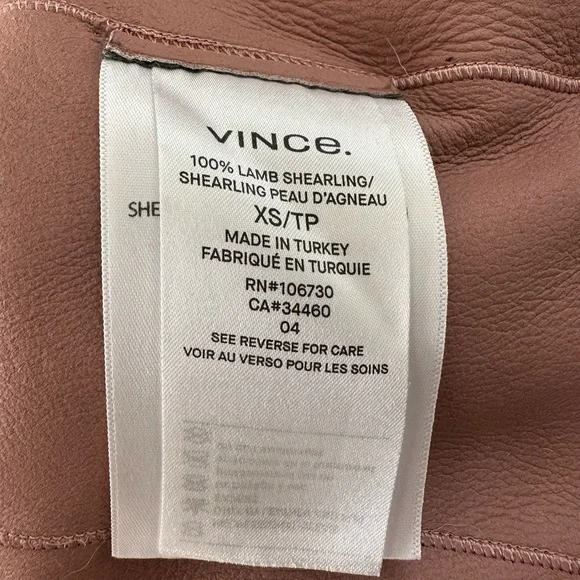 VINCE.
100% LAMB SHEARLING/
SHEARLING PEAU D'AGNEAU
SHE
XS/TP
MADE IN TURKEY
FABRIQUÉ EN TURQUIE
RN#106730
CA#34460
04
SEE REVERSE FOR CARE
VOIR AU VERSO POUR LES SOINS